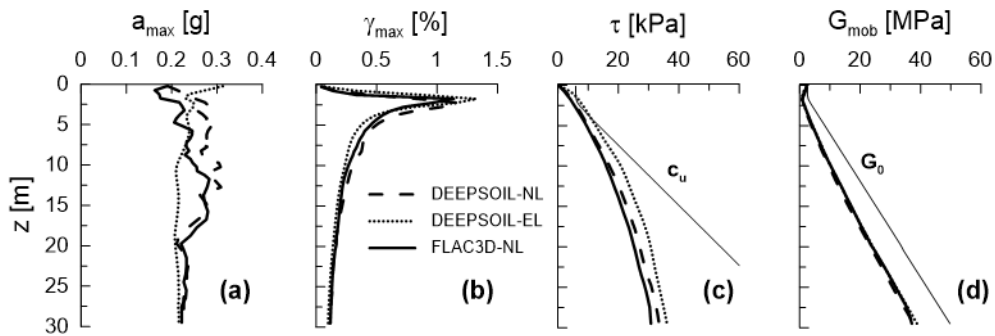 a_max [g] γ_max [%] τ [kPa] G_mob [MPa]
0 0.1 0.2 0.3 0.4 0 0.5 1 1.5 0 20 40 60 0 20 40 60
0
5
10
15
20
25
30
z [m]
c_u
G_0
DEEPSOIL-NL
DEEPSOIL-EL
FLAC3D-NL
(a) (b) (c) (d)